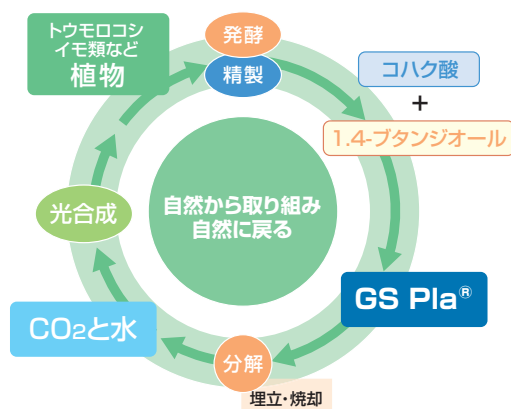 トウモロコシ
イモ類など
植物
発酵
精製
コハク酸
+
1.4-ブタンジオール
自然から取り組み
自然に戻る
光合成
GS Pla®
CO2と水
分解
埋立・焼却